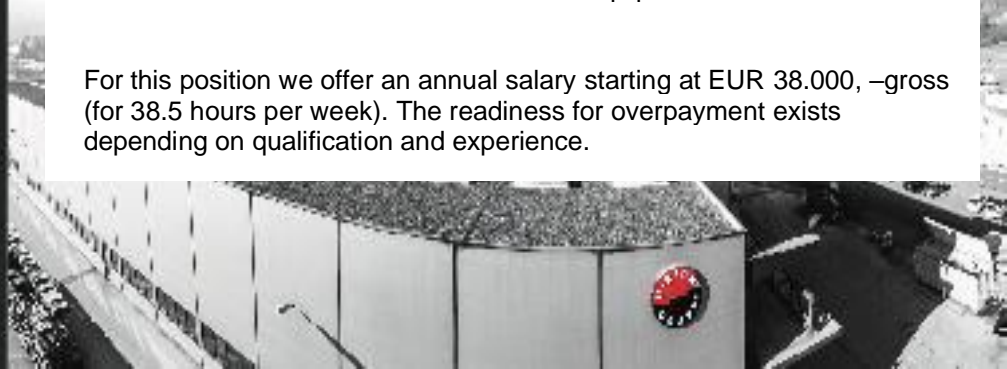 For this position we offer an annual salary starting at EUR 38.000, –gross
(for 38.5 hours per week). The readiness for overpayment exists
depending on qualification and experience.